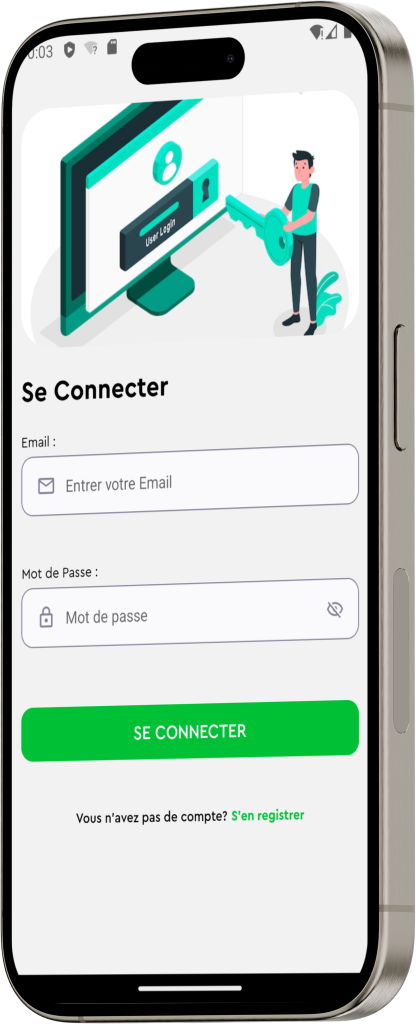 0:03
User Login
Se Connecter
Email :
Entrer votre Email
Mot de Passe :
Mot de passe
SE CONNECTER
Vous n'avez pas de compte? S'en registrer